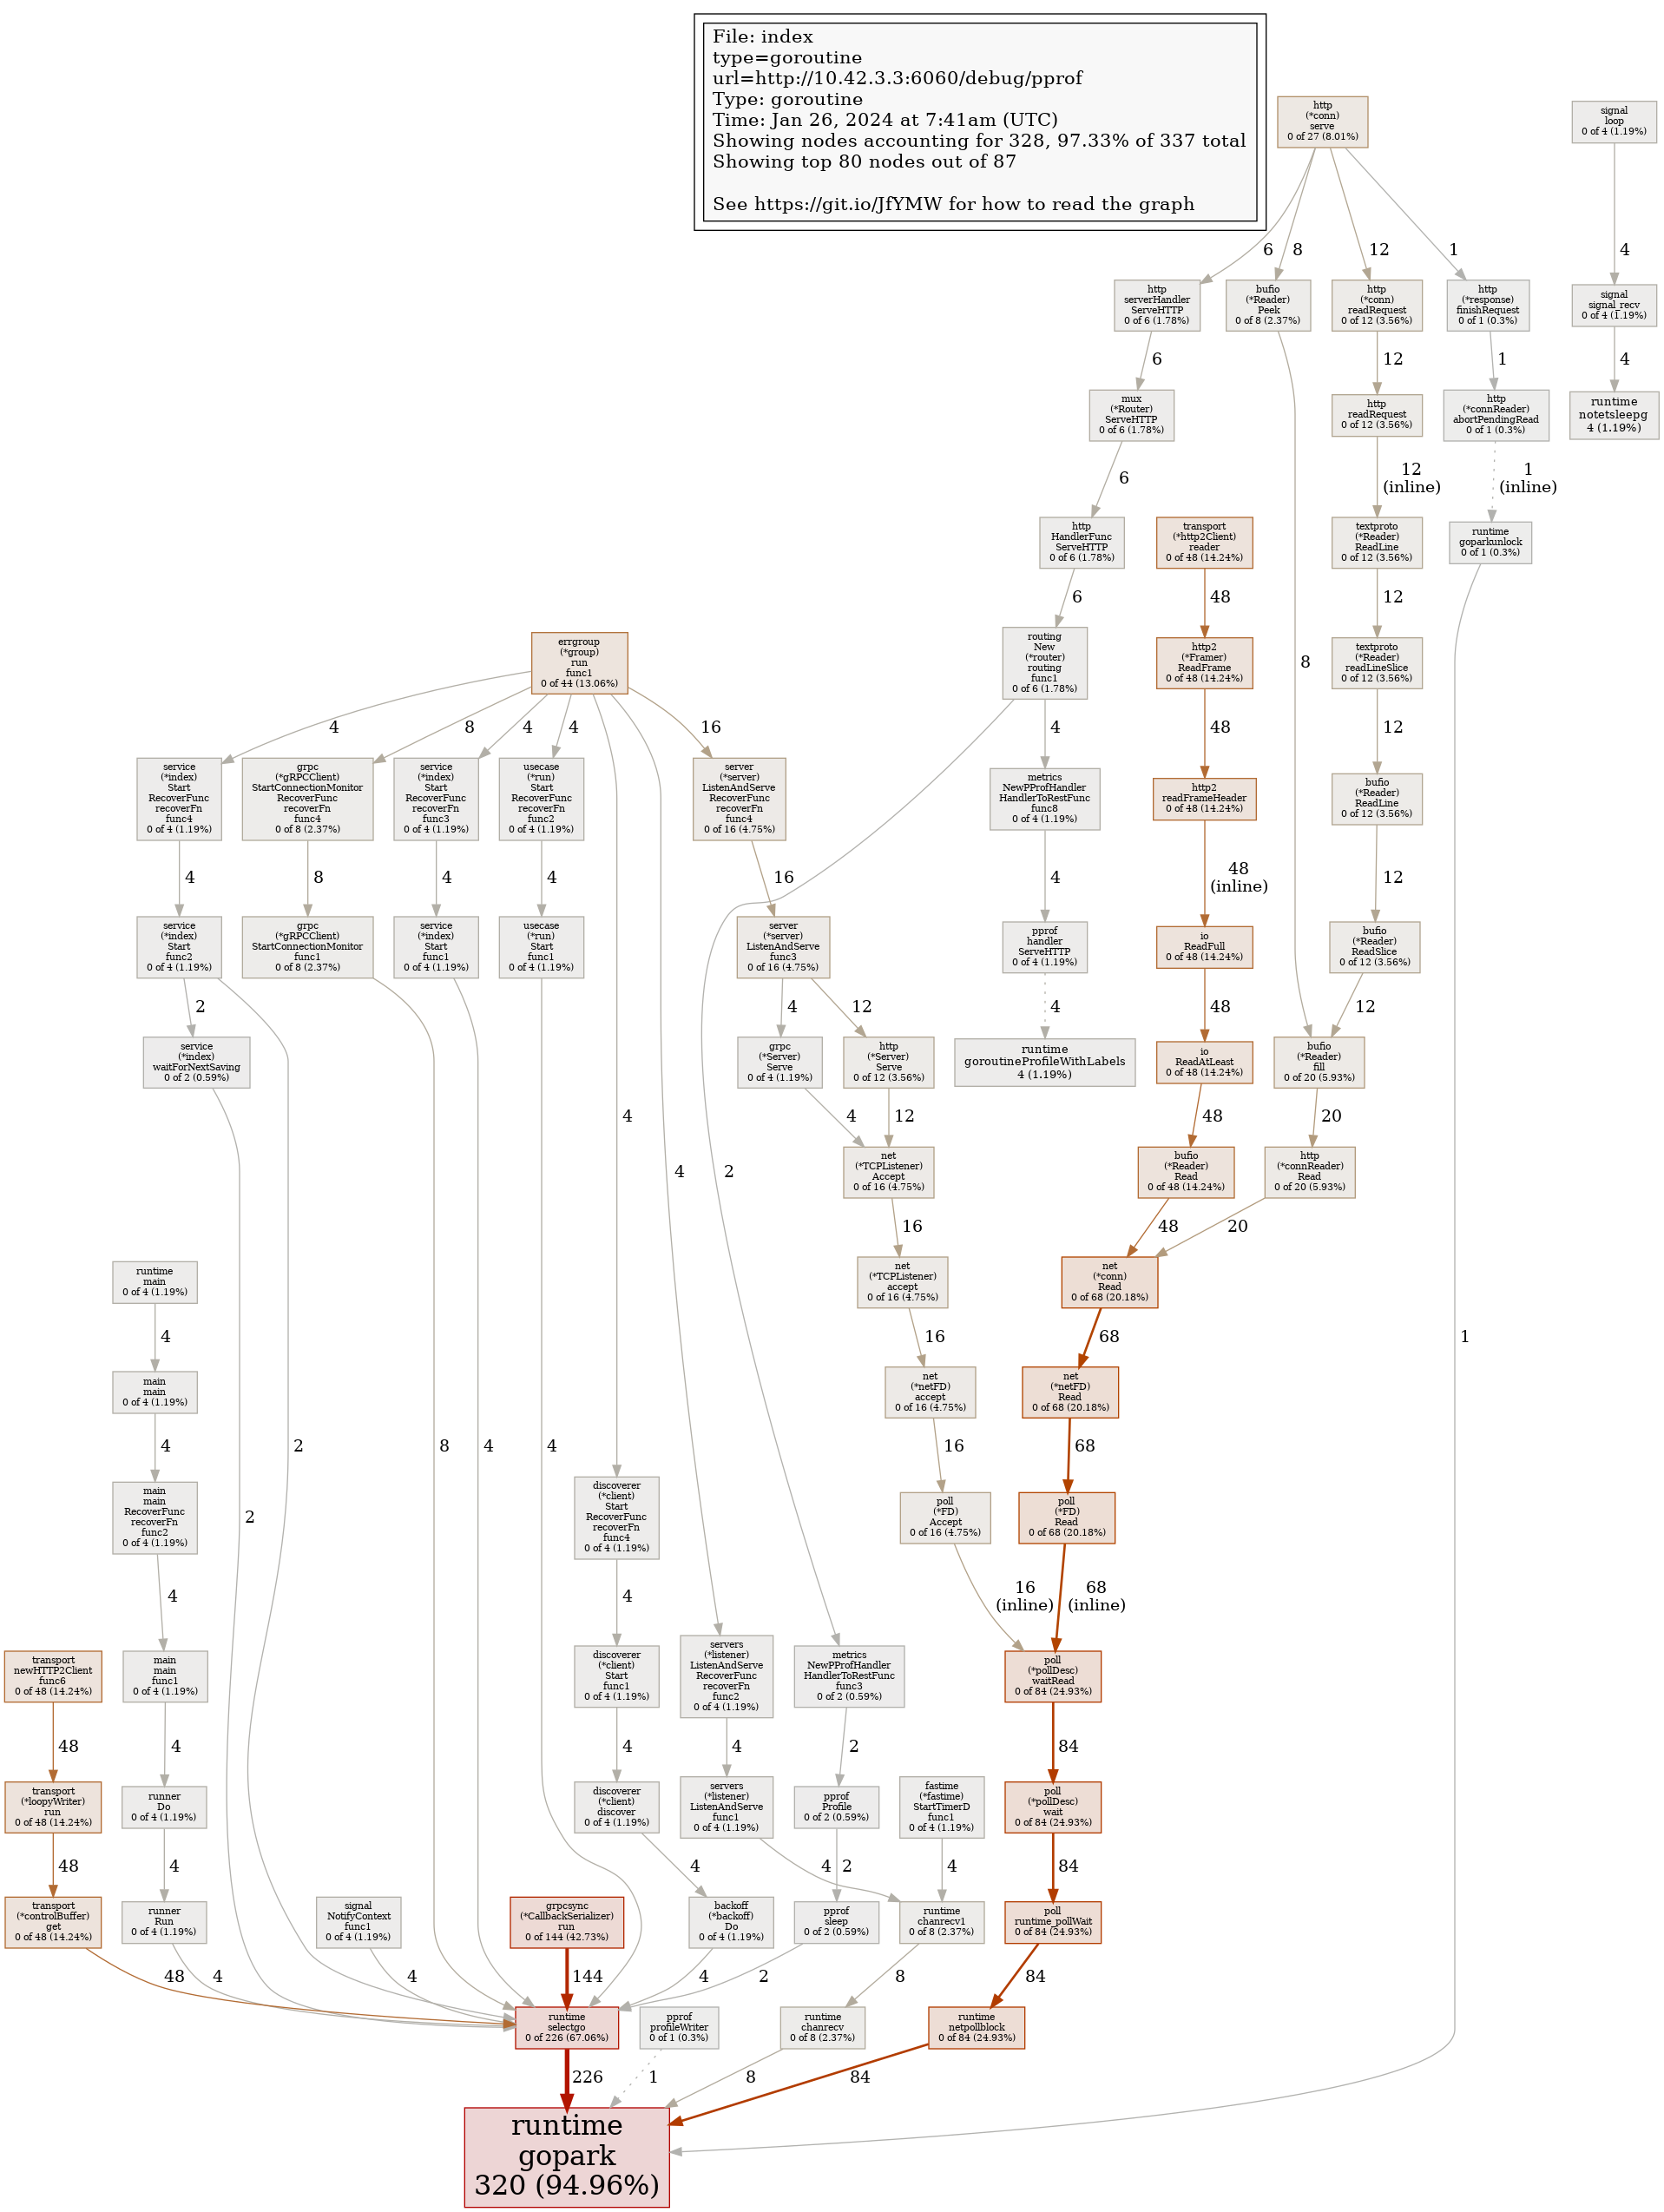 File: index
type=goroutine
url=http://10.42.3.3:6060/debug/pprof
Type: goroutine
Time: Jan 26, 2024 at 7:41am (UTC)
Showing nodes accounting for 328, 97.33% of 337 total
Showing top 80 nodes out of 87
See https://git.io/JfYMW for how to read the graph
http
(*conn)
serve
0 of 27 (8.01%)
signal
loop
0 of 4 (1.19%)
6
8
12
1
4
http
serverHandler
ServeHTTP
0 of 6 (1.78%)
bufio
(*Reader)
Peek
0 of 8 (2.37%)
http
(*conn)
readRequest
0 of 12 (3.56%)
http
(*response)
finishRequest
0 of 1 (0.3%)
signal
signal_recv
0 of 4 (1.19%)
6
12
1
4
mux
(*Router)
ServeHTTP
0 of 6 (1.78%)
http
readRequest
0 of 12 (3.56%)
http
(*connReader)
abortPendingRead
0 of 1 (0.3%)
runtime
notetsleepg
4 (1.19%)
6
12
(inline)
1
(inline)
http
HandlerFunc
ServeHTTP
0 of 6 (1.78%)
transport
(*http2Client)
reader
0 of 48 (14.24%)
textproto
(*Reader)
ReadLine
0 of 12 (3.56%)
runtime
goparkunlock
0 of 1 (0.3%)
6
48
12
errgroup
(*group)
run
func1
0 of 44 (13.06%)
routing
New
(*router)
routing
func1
0 of 6 (1.78%)
http2
(*Framer)
ReadFrame
0 of 48 (14.24%)
8
textproto
(*Reader)
readLineSlice
0 of 12 (3.56%)
4
8
4
4
16
4
48
12
service
(*index)
Start
RecoverFunc
recoverFn
func4
0 of 4 (1.19%)
grpc
(*gRPCClient)
StartConnectionMonitor
RecoverFunc
recoverFn
func4
0 of 8 (2.37%)
service
(*index)
Start
RecoverFunc
recoverFn
func3
0 of 4 (1.19%)
usecase
(*run)
Start
RecoverFunc
recoverFn
func2
0 of 4 (1.19%)
server
(*server)
ListenAndServe
RecoverFunc
recoverFn
func4
0 of 16 (4.75%)
metrics
NewPProfHandler
HandlerToRestFunc
func8
0 of 4 (1.19%)
http2
readFrameHeader
0 of 48 (14.24%)
bufio
(*Reader)
ReadLine
0 of 12 (3.56%)
4
8
4
4
16
4
48
(inline)
12
service
(*index)
Start
func2
0 of 4 (1.19%)
grpc
(*gRPCClient)
StartConnectionMonitor
func1
0 of 8 (2.37%)
service
(*index)
Start
func1
0 of 4 (1.19%)
usecase
(*run)
Start
func1
0 of 4 (1.19%)
server
(*server)
ListenAndServe
func3
0 of 16 (4.75%)
pprof
handler
ServeHTTP
0 of 4 (1.19%)
io
ReadFull
0 of 48 (14.24%)
bufio
(*Reader)
ReadSlice
0 of 12 (3.56%)
2
4
12
4
48
12
service
(*index)
waitForNextSaving
0 of 2 (0.59%)
grpc
(*Server)
Serve
0 of 4 (1.19%)
http
(*Server)
Serve
0 of 12 (3.56%)
runtime
goroutineProfileWithLabels
4 (1.19%)
io
ReadAtLeast
0 of 48 (14.24%)
bufio
(*Reader)
fill
0 of 20 (5.93%)
4
4
12
48
20
net
(*TCPListener)
Accept
0 of 16 (4.75%)
bufio
(*Reader)
Read
0 of 48 (14.24%)
http
(*connReader)
Read
0 of 20 (5.93%)
4
2
16
48
20
runtime
main
0 of 4 (1.19%)
net
(*TCPListener)
accept
0 of 16 (4.75%)
net
(*conn)
Read
0 of 68 (20.18%)
4
16
68
1
main
main
0 of 4 (1.19%)
net
(*netFD)
accept
0 of 16 (4.75%)
net
(*netFD)
Read
0 of 68 (20.18%)
4
2
8
4
4
16
68
main
main
RecoverFunc
recoverFn
func2
0 of 4 (1.19%)
2
discoverer
(*client)
Start
RecoverFunc
recoverFn
func4
0 of 4 (1.19%)
poll
(*FD)
Accept
0 of 16 (4.75%)
poll
(*FD)
Read
0 of 68 (20.18%)
4
4
16
(inline)
68
(inline)
transport
newHTTP2Client
func6
0 of 48 (14.24%)
main
main
func1
0 of 4 (1.19%)
discoverer
(*client)
Start
func1
0 of 4 (1.19%)
servers
(*listener)
ListenAndServe
RecoverFunc
recoverFn
func2
0 of 4 (1.19%)
metrics
NewPProfHandler
HandlerToRestFunc
func3
0 of 2 (0.59%)
poll
(*pollDesc)
waitRead
0 of 84 (24.93%)
48
4
4
4
2
84
transport
(*loopyWriter)
run
0 of 48 (14.24%)
runner
Do
0 of 4 (1.19%)
discoverer
(*client)
discover
0 of 4 (1.19%)
servers
(*listener)
ListenAndServe
func1
0 of 4 (1.19%)
pprof
Profile
0 of 2 (0.59%)
fastime
(*fastime)
StartTimerD
func1
0 of 4 (1.19%)
poll
(*pollDesc)
wait
0 of 84 (24.93%)
48
4
4
4
2
4
84
transport
(*controlBuffer)
get
0 of 48 (14.24%)
runner
Run
0 of 4 (1.19%)
signal
NotifyContext
func1
0 of 4 (1.19%)
grpcsync
(*CallbackSerializer)
run
0 of 144 (42.73%)
backoff
(*backoff)
Do
0 of 4 (1.19%)
pprof
sleep
0 of 2 (0.59%)
runtime
chanrecv1
0 of 8 (2.37%)
poll
runtime_pollWait
0 of 84 (24.93%)
48
4
4
144
4
2
8
84
runtime
selectgo
0 of 226 (67.06%)
pprof
profileWriter
0 of 1 (0.3%)
runtime
chanrecv
0 of 8 (2.37%)
runtime
netpollblock
0 of 84 (24.93%)
226
1
8
84
runtime
gopark
320 (94.96%)